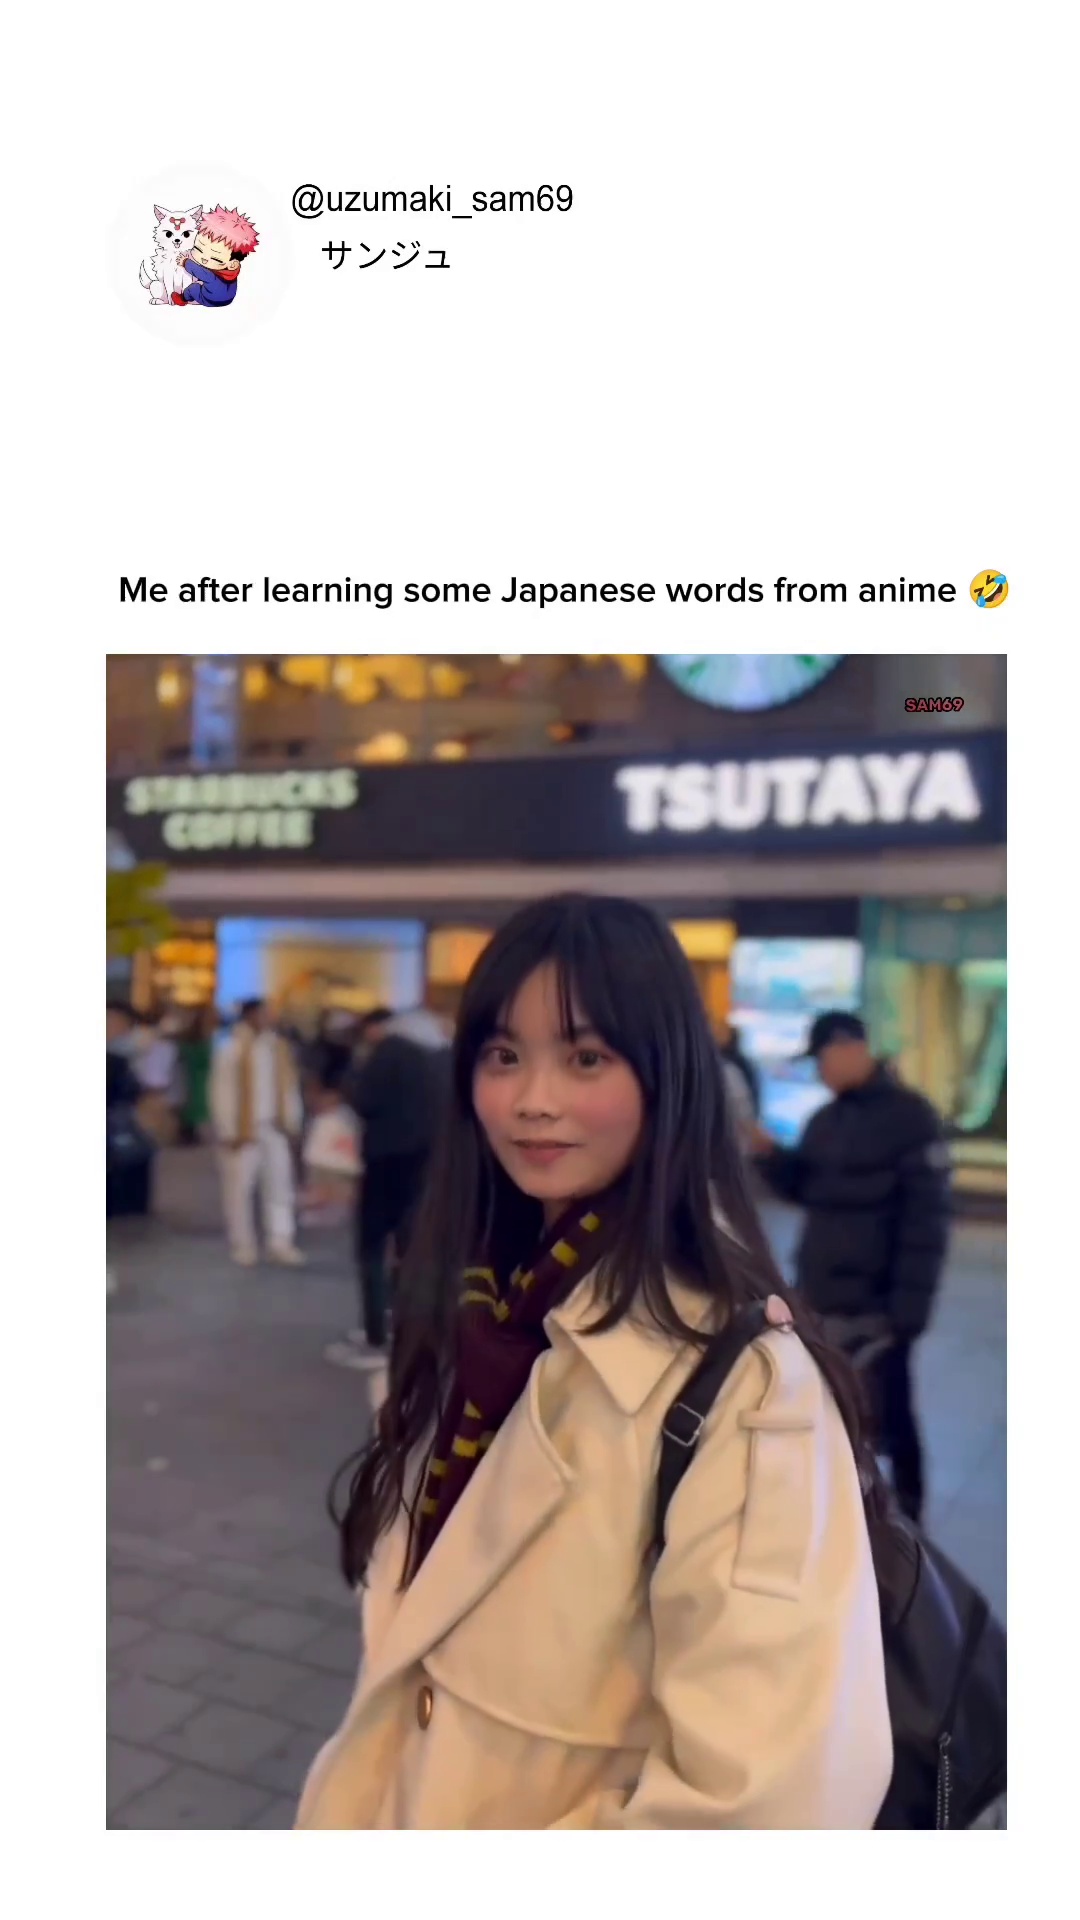 @uzumaki_sam69
サンジュ
Me after learning some Japanese words from anime 🤣
SAM69
STARBUCKS
COFFEE
TSUTAYA